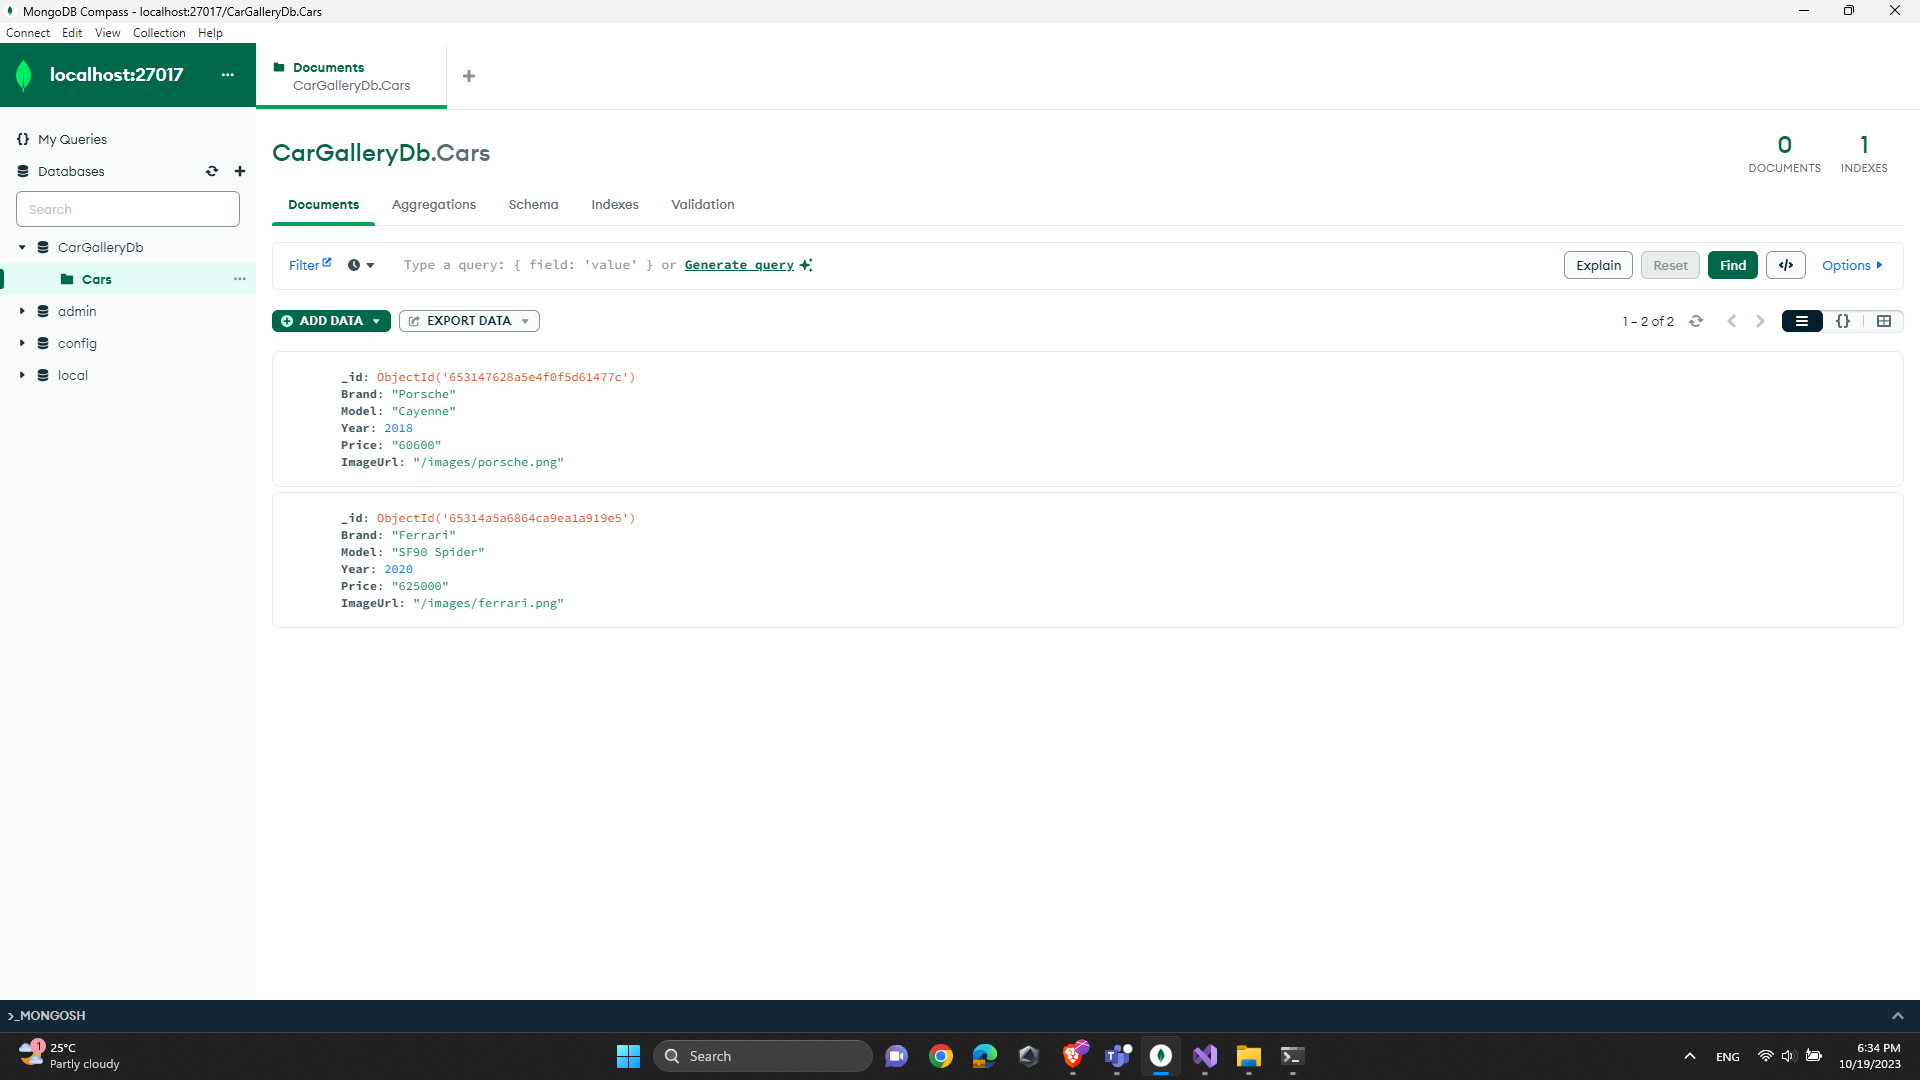 MongoDB Compass - localhost:27017/CarGalleryDb.Cars
Connect Edit View Collection Help
localhost:27017 ...
Documents
CarGalleryDb.Cars
{} My Queries
Databases
Search
CarGalleryDb
Cars
admin
config
local
CarGalleryDb.Cars
0
DOCUMENTS
1
INDEXES
Documents Aggregations Schema Indexes Validation
Filter Type a query: { field: 'value' } or Generate query Explain Reset Find </> Options
ADD DATA EXPORT DATA 1 – 2 of 2 {}
_id: ObjectId('653147628a5e4f0f5d61477c')
Brand: "Porsche"
Model: "Cayenne"
Year: 2018
Price: "60600"
ImageUrl: "/images/porsche.png"
_id: ObjectId('65314a5a6864ca9ea1a919e5')
Brand: "Ferrari"
Model: "SF90 Spider"
Year: 2020
Price: "625000"
ImageUrl: "/images/ferrari.png"
>_MONGOSH
1
25°C
Partly cloudy
Search
ENG
6:34 PM
10/19/2023